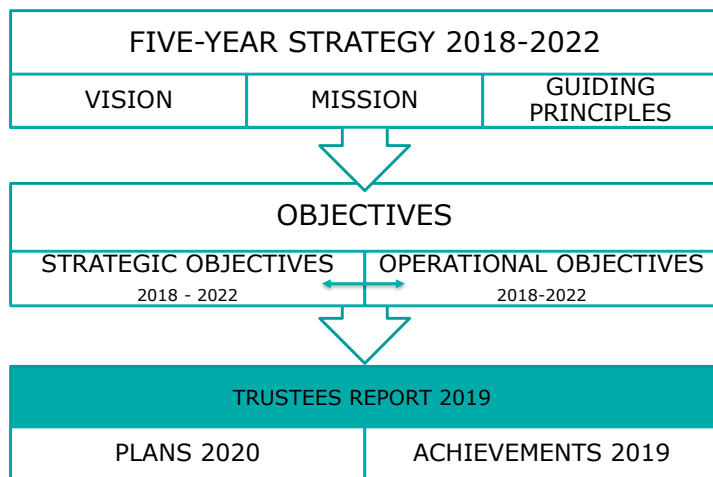 FIVE-YEAR STRATEGY 2018-2022
VISION
MISSION
GUIDING
PRINCIPLES
OBJECTIVES
STRATEGIC OBJECTIVES
2018 - 2022
OPERATIONAL OBJECTIVES
2018-2022
TRUSTEES REPORT 2019
PLANS 2020
ACHIEVEMENTS 2019